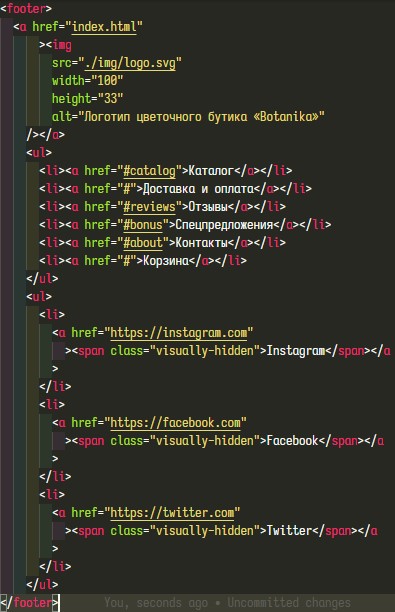 <footer>
<a href="index.html"
><img
src="./img/logo.svg"
width="100"
height="33"
alt="Логотип цветочного бутика «Botanika»"
/></a>
<ul>
<li><a href="#catalog">Каталог</a></li>
<li><a href="#">Доставка и оплата</a></li>
<li><a href="#reviews">Отзывы</a></li>
<li><a href="#bonus">Спецпредложения</a></li>
<li><a href="#about">Контакты</a></li>
<li><a href="#">Корзина</a></li>
</ul>
<ul>
<li>
<a href="https://instagram.com"
><span class="visually-hidden">Instagram</span></a
>
</li>
<li>
<a href="https://facebook.com"
><span class="visually-hidden">Facebook</span></a
>
</li>
<li>
<a href="https://twitter.com"
><span class="visually-hidden">Twitter</span></a
>
</li>
</ul>
</footer> You, seconds ago • Uncommitted changes